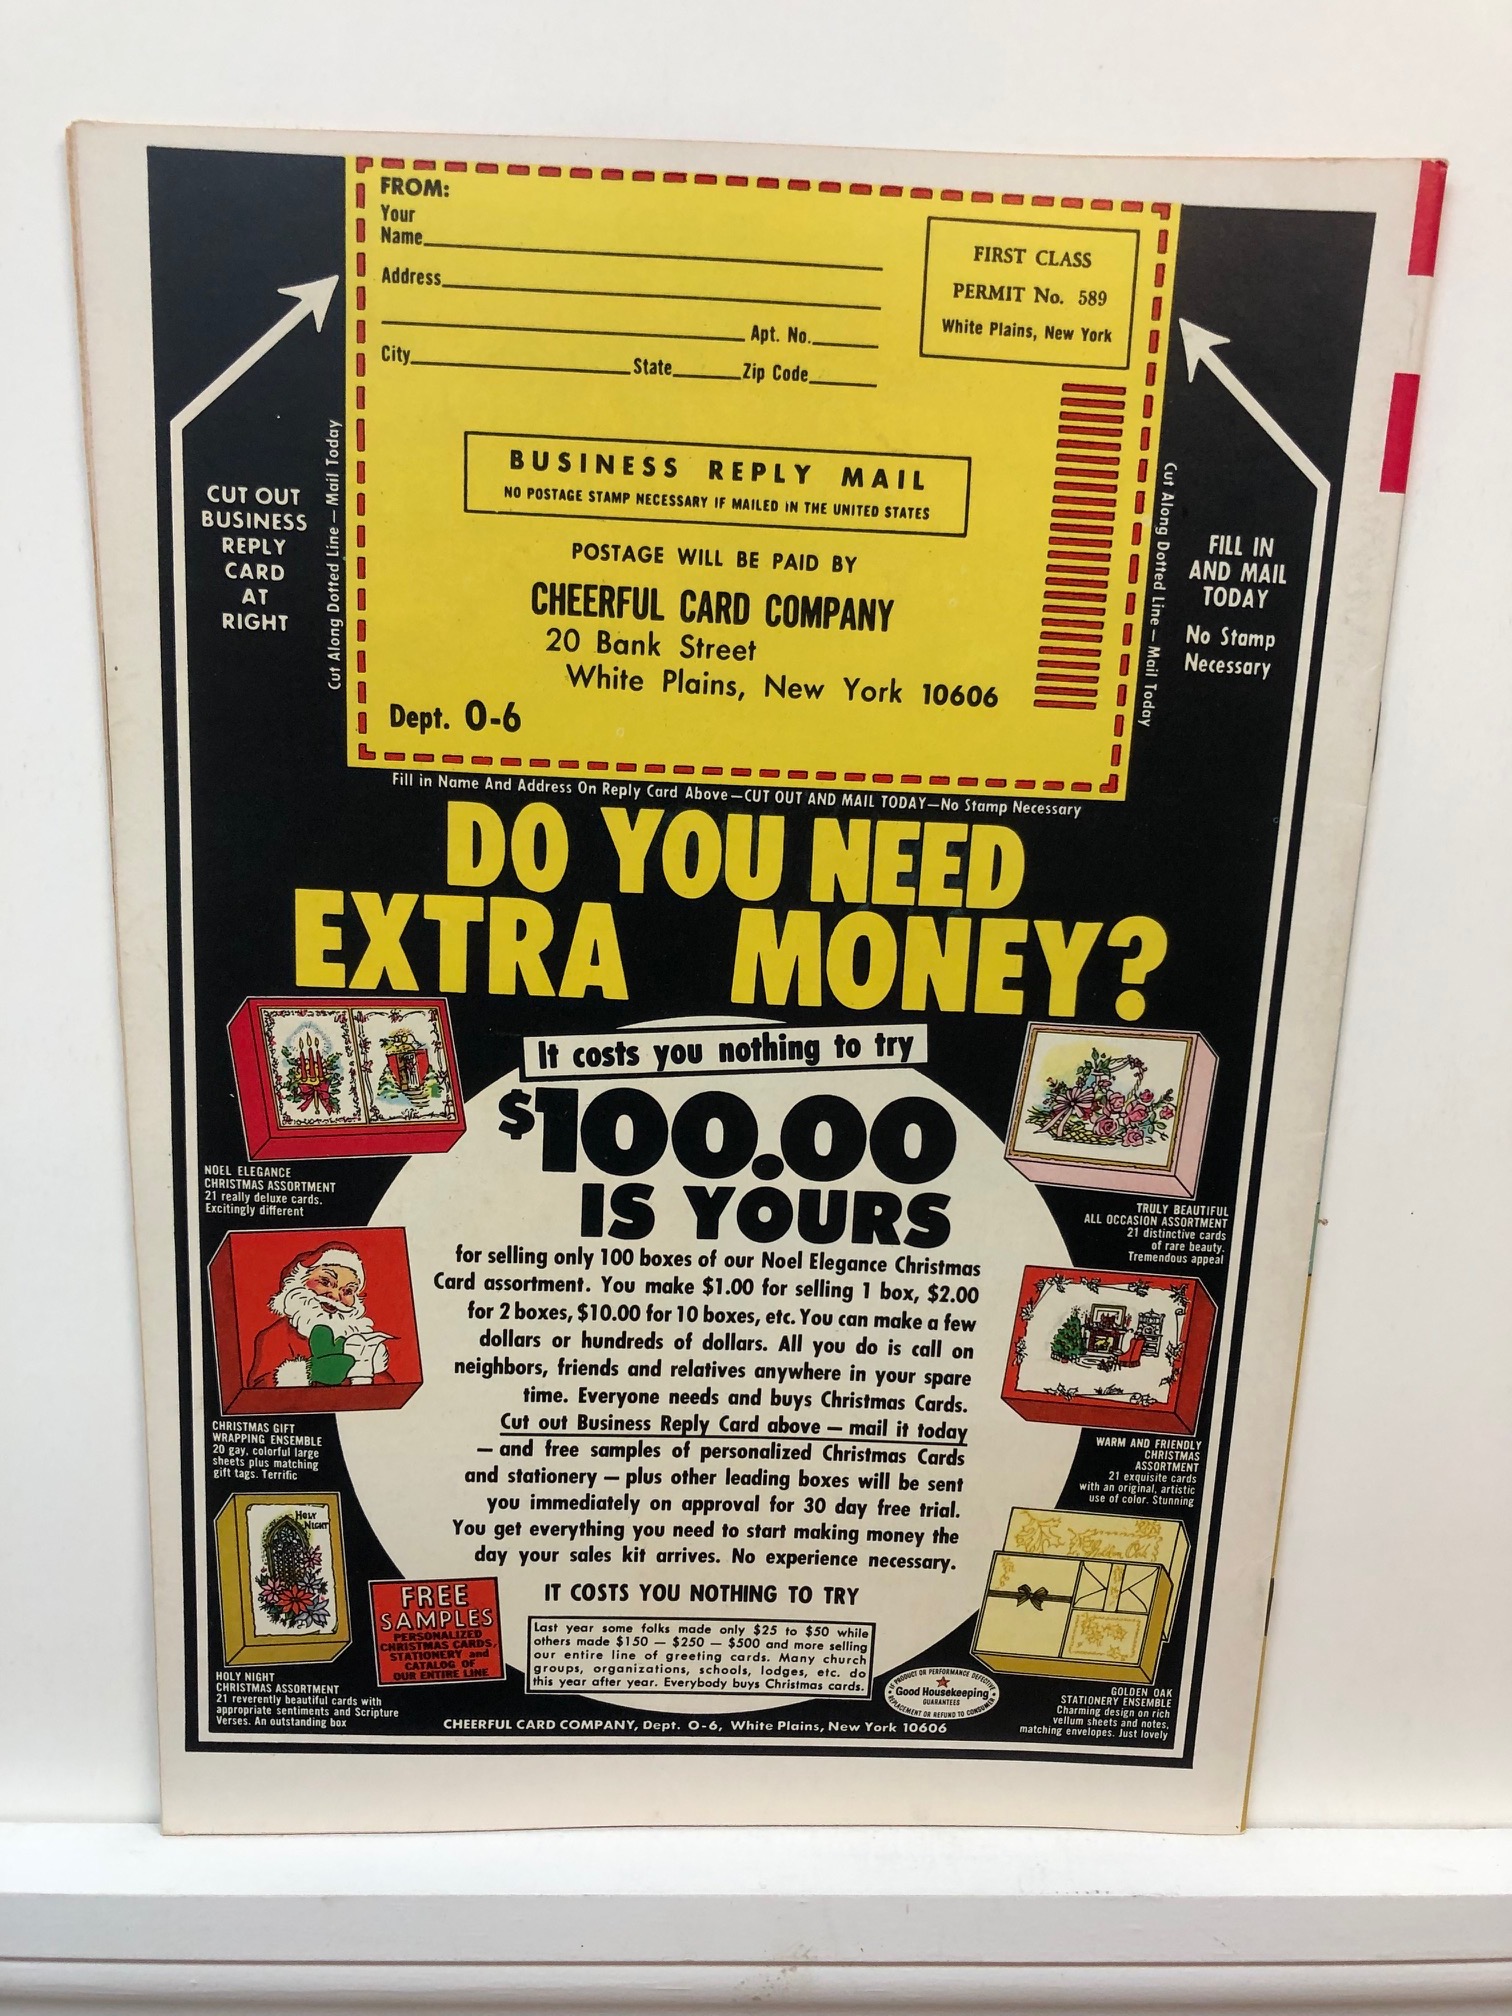 FROM:
Your
Name
Address
Apt. No.
City State Zip Code
FIRST CLASS
PERMIT No. 589
White Plains, New York
BUSINESS REPLY MAIL
NO POSTAGE STAMP NECESSARY IF MAILED IN THE UNITED STATES
POSTAGE WILL BE PAID BY
CHEERFUL CARD COMPANY
20 Bank Street
White Plains, New York 10606
Dept. O-6
CUT OUT
BUSINESS
REPLY
CARD
AT
RIGHT
Cut Along Dotted Line — Mail Today
Cut Along Dotted Line — Mail Today
FILL IN
AND MAIL
TODAY
No Stamp
Necessary
Fill in Name And Address On Reply Card Above—CUT OUT AND MAIL TODAY—No Stamp Necessary
DO YOU NEED
EXTRA MONEY?
It costs you nothing to try
$100.00
IS YOURS
for selling only 100 boxes of our Noel Elegance Christmas
Card assortment. You make $1.00 for selling 1 box, $2.00
for 2 boxes, $10.00 for 10 boxes, etc. You can make a few
dollars or hundreds of dollars. All you do is call on
neighbors, friends and relatives anywhere in your spare
time. Everyone needs and buys Christmas Cards.
Cut out Business Reply Card above — mail it today
— and free samples of personalized Christmas Cards
and stationery — plus other leading boxes will be sent
you immediately on approval for 30 day free trial.
You get everything you need to start making money the
day your sales kit arrives. No experience necessary.
IT COSTS YOU NOTHING TO TRY
Last year some folks made only $25 to $50 while
others made $150 — $250 — $500 and more selling
our entire line of greeting cards. Many church
groups, organizations, schools, lodges, etc. do
this year after year. Everybody buys Christmas cards.
NOEL ELEGANCE
CHRISTMAS ASSORTMENT
21 really deluxe cards.
Excitingly different
CHRISTMAS GIFT
WRAPPING ENSEMBLE
20 gay, colorful large
sheets plus matching
gift tags. Terrific
HOLY
NIGHT
HOLY NIGHT
CHRISTMAS ASSORTMENT
21 reverently beautiful cards with
appropriate sentiments and Scripture
Verses. An outstanding box
FREE
SAMPLES
PERSONALIZED
CHRISTMAS CARDS,
STATIONERY and
CATALOG OF
OUR ENTIRE LINE
TRULY BEAUTIFUL
ALL OCCASION ASSORTMENT
21 distinctive cards
of rare beauty.
Tremendous appeal
WARM AND FRIENDLY
CHRISTMAS
ASSORTMENT
21 exquisite cards
with an original, artistic
use of color. Stunning
Golden Oak
GOLDEN OAK
STATIONERY ENSEMBLE
Charming design on rich
vellum sheets and notes,
matching envelopes. Just lovely
IF PRODUCT OR PERFORMANCE DEFECTIVE
Good Housekeeping
GUARANTEES
REPLACEMENT OR REFUND TO CONSUMER
CHEERFUL CARD COMPANY, Dept. O-6, White Plains, New York 10606